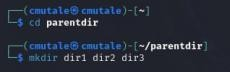 ┌──(cmutale㉿cmutale)-[~]
└─$ cd parentdir
┌──(cmutale㉿cmutale)-[~/parentdir]
└─$ mkdir dir1 dir2 dir3